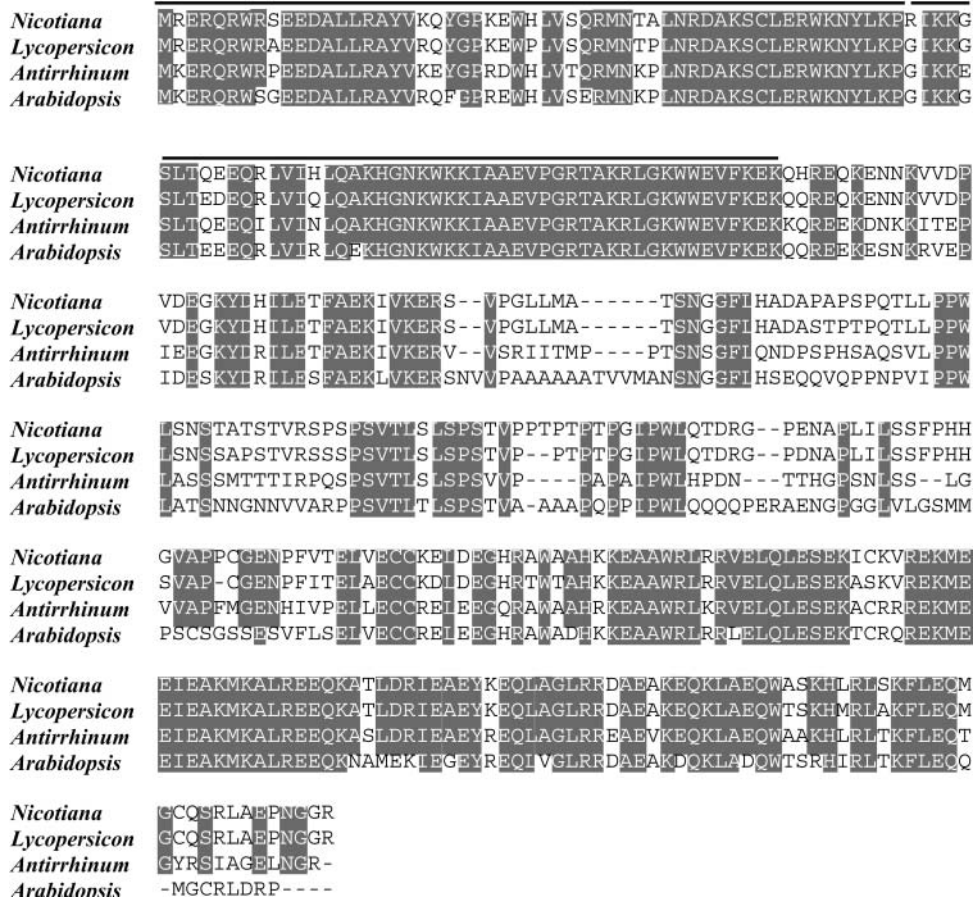 Nicotiana MRERQRWRSEEDALLRAYVKQYGPKEWHLVSQRMNTALNRDAKSCLERWKNYLKPRIKKG
Lycopersicon MRERQRWRAEEDALLRAYVRQYGPKEWPLVSQRMNTPLNRDAKSCLERWKNYLKPGIKKG
Antirrhinum MKERQRWRPEEDALLRAYVKEYGPRDWHLVTQRMNKPLNRDAKSCLERWKNYLKPGIKKE
Arabidopsis MKERQRWSGEEDALLRAYVRQFGPREWHLVSERMNKPLNRDAKSCLERWKNYLKPGIKKG
Nicotiana SLTQEEQRLVIHLQAKHGNKWKKIAAEVPGRTAKRLGKWWEVFKEKQHREQKENNKVVDP
Lycopersicon SLTEDEQRLVIQLQAKHGNKWKKIAAEVPGRTAKRLGKWWEVFKEKQQREQKENNKVVDP
Antirrhinum SLTQEEQILVINLQAKHGNKWKKIAAEVPGRTAKRLGKWWEVFKEKKQREEKDNKKITEP
Arabidopsis SLTEEEQRLVIRLQEKHGNKWKKIAAEVPGRTAKRLGKWWEVFKEKQQREEKESNKRVEP
Nicotiana VDEGKYDHILETFAEKIVKERS--VPGLLMA------TSNGGFLHADAPAPSPQTLLPPW
Lycopersicon VDEGKYDHILETFAEKIVKERS--VPGLLMA------TSNGGFLHADASTPTPQTLLPPW
Antirrhinum IEEGKYDRILETFAEKIVKERV--VSRIITMP-----PTSNSGFLQNDPSPHSAQSVLPPW
Arabidopsis IDESKYDRILESFAEKLVKERSNVVPAAAAAATVVMANSNGGFLHSEQQVQPPNPVIPPW
Nicotiana LSNSTATSTVRSPSPSVTLSLSPSTVPPTPTPTPGIPWLQTDRG--PENAPLILSSFPHH
Lycopersicon LSNSSAPSTVRSSSPSVTLSLSPSTVP--PTPTPGIPWLQTDRG--PDNAPLILSSFPHH
Antirrhinum LASSSMTTTIRPQSPSVTLSLSPSVVP----PAPAIPWLHPDN---TTHGPSNLSS--LG
Arabidopsis LATSNNGNNVVARPPSVTLTLSPSTVA-AAAPQPPIPWLQQQQPERAENGPGGLVLGSMM
Nicotiana GVAPPCGENPFVTELVECCKELDEGHRAWAAHKKEAAWRLRRVELQLESEKICKVREKME
Lycopersicon SVAP-CGENPFITELAECCKDLDEGHRTWTAHKKEAAWRLRRVELQLESEKASKVREKME
Antirrhinum VVAPFMGENHIVPELLECCRELEEGQRAWAAHRKEAAWRLKRVELQLESEKACRRREKME
Arabidopsis PSCSGSSESVFLSELVECCRELEEGHRAWADHKKEAAWRLRRLELQLESEKTCRQREKME
Nicotiana EIEAKMKALREEQKATLDRIEAEYKEQLAGLRRDAEAKEQKLAEQWASKHLRLSKFLEQM
Lycopersicon EIEAKMKALREEQKATLDRIEAEYKEQLAGLRRDAEAKEQKLAEQWTSKHMRLAKFLEQM
Antirrhinum EIEAKMKALREEQKASLDRIEAEYREQLAGLRREAEVKEQKLAEQWAAKHLRLTKFLEQT
Arabidopsis EIEAKMKALREEQKNAMEKIEGEYREQLVGLRRDAEAKDQKLADQWTSRHIRLTKFLEQQ
Nicotiana GCQSRLAEPNGGR
Lycopersicon GCQSRLAEPNGGR
Antirrhinum GYRSIAGELNGR-
Arabidopsis -MGCRLDRP----